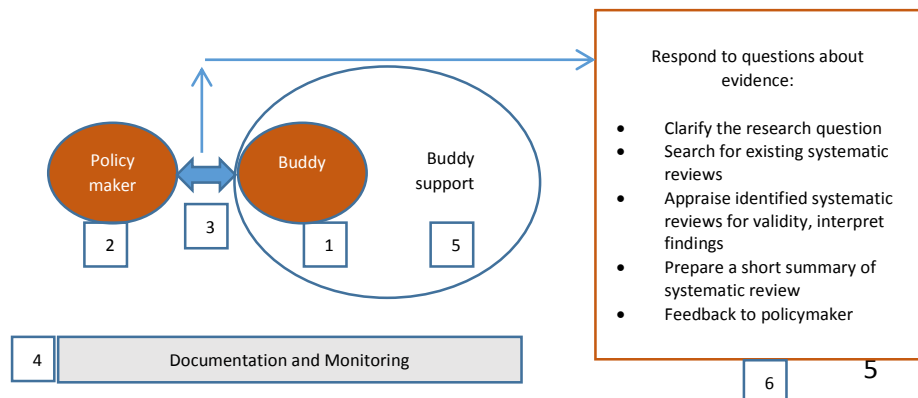 Respond to questions about
evidence:
• Clarify the research question
• Search for existing systematic
reviews
• Appraise identified systematic
reviews for validity, interpret
findings
• Prepare a short summary of
systematic review
• Feedback to policymaker
Policy
maker
Buddy
Buddy
support
2
3
1
5
4
Documentation and Monitoring
6
5